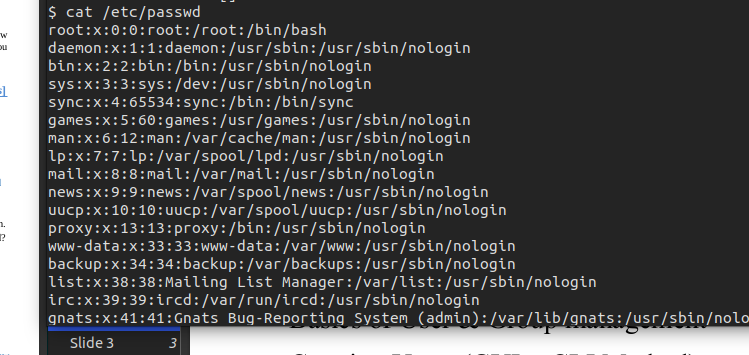 $ cat /etc/passwd
root:x:0:0:root:/root:/bin/bash
daemon:x:1:1:daemon:/usr/sbin:/usr/sbin/nologin
bin:x:2:2:bin:/bin:/usr/sbin/nologin
sys:x:3:3:sys:/dev:/usr/sbin/nologin
sync:x:4:65534:sync:/bin:/bin/sync
games:x:5:60:games:/usr/games:/usr/sbin/nologin
man:x:6:12:man:/var/cache/man:/usr/sbin/nologin
lp:x:7:7:lp:/var/spool/lpd:/usr/sbin/nologin
mail:x:8:8:mail:/var/mail:/usr/sbin/nologin
news:x:9:9:news:/var/spool/news:/usr/sbin/nologin
uucp:x:10:10:uucp:/var/spool/uucp:/usr/sbin/nologin
proxy:x:13:13:proxy:/bin:/usr/sbin/nologin
www-data:x:33:33:www-data:/var/www:/usr/sbin/nologin
backup:x:34:34:backup:/var/backups:/usr/sbin/nologin
list:x:38:38:Mailing List Manager:/var/list:/usr/sbin/nologin
irc:x:39:39:ircd:/var/run/ircd:/usr/sbin/nologin
gnats:x:41:41:Gnats Bug-Reporting System (admin):/var/lib/gnats:/usr/sbin/nolo
Slide 3 3